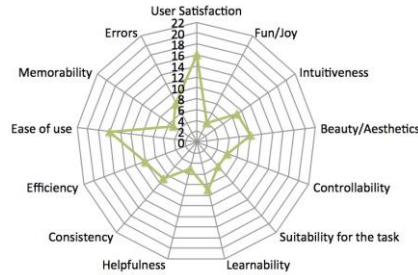 User Satisfaction
Fun/Joy
Intuitiveness
Beauty/Aesthetics
Controllability
Suitability for the task
Learnability
Helpfulness
Consistency
Efficiency
Ease of use
Memorability
Errors
22
20
18
16
14
12
10
8
6
4
2
0